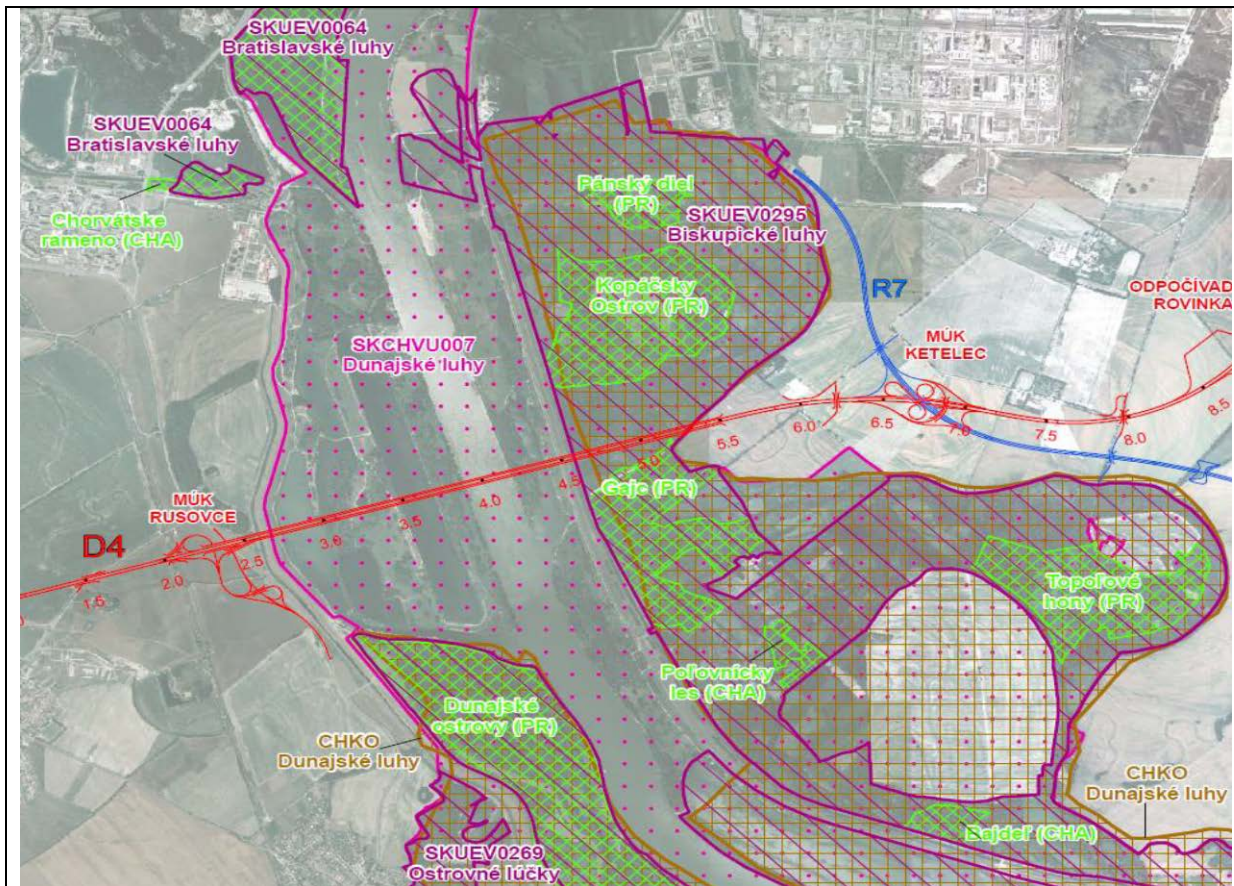 SKUEV0064
Bratislavské luhy
SKUEV0064
Bratislavské luhy
Chorvátske
rameno (CHA)
Pánský diel
(PR)
SKUEV0295
Biskupické luhy
Kopáčsky
Ostrov (PR)
R7
ODPOČÍVAD
ROVINKA
MÚK
KETELEC
SKCHVU007
Dunajské luhy
8.5
6.0
6.5
7.0
7.5
8.0
5.5
5.0
4.5
4.0
3.5
3.0
2.5
2.0
1.5
Gajc (PR)
MÚK
RUSOVCE
D4
Topoľové
hony (PR)
Poľovnícky
les (CHA)
Dunajské
ostrovy (PR)
CHKO
Dunajské luhy
CHKO
Dunajské luhy
Bajdeľ (CHA)
SKUEV0269
Ostrovné lúčky